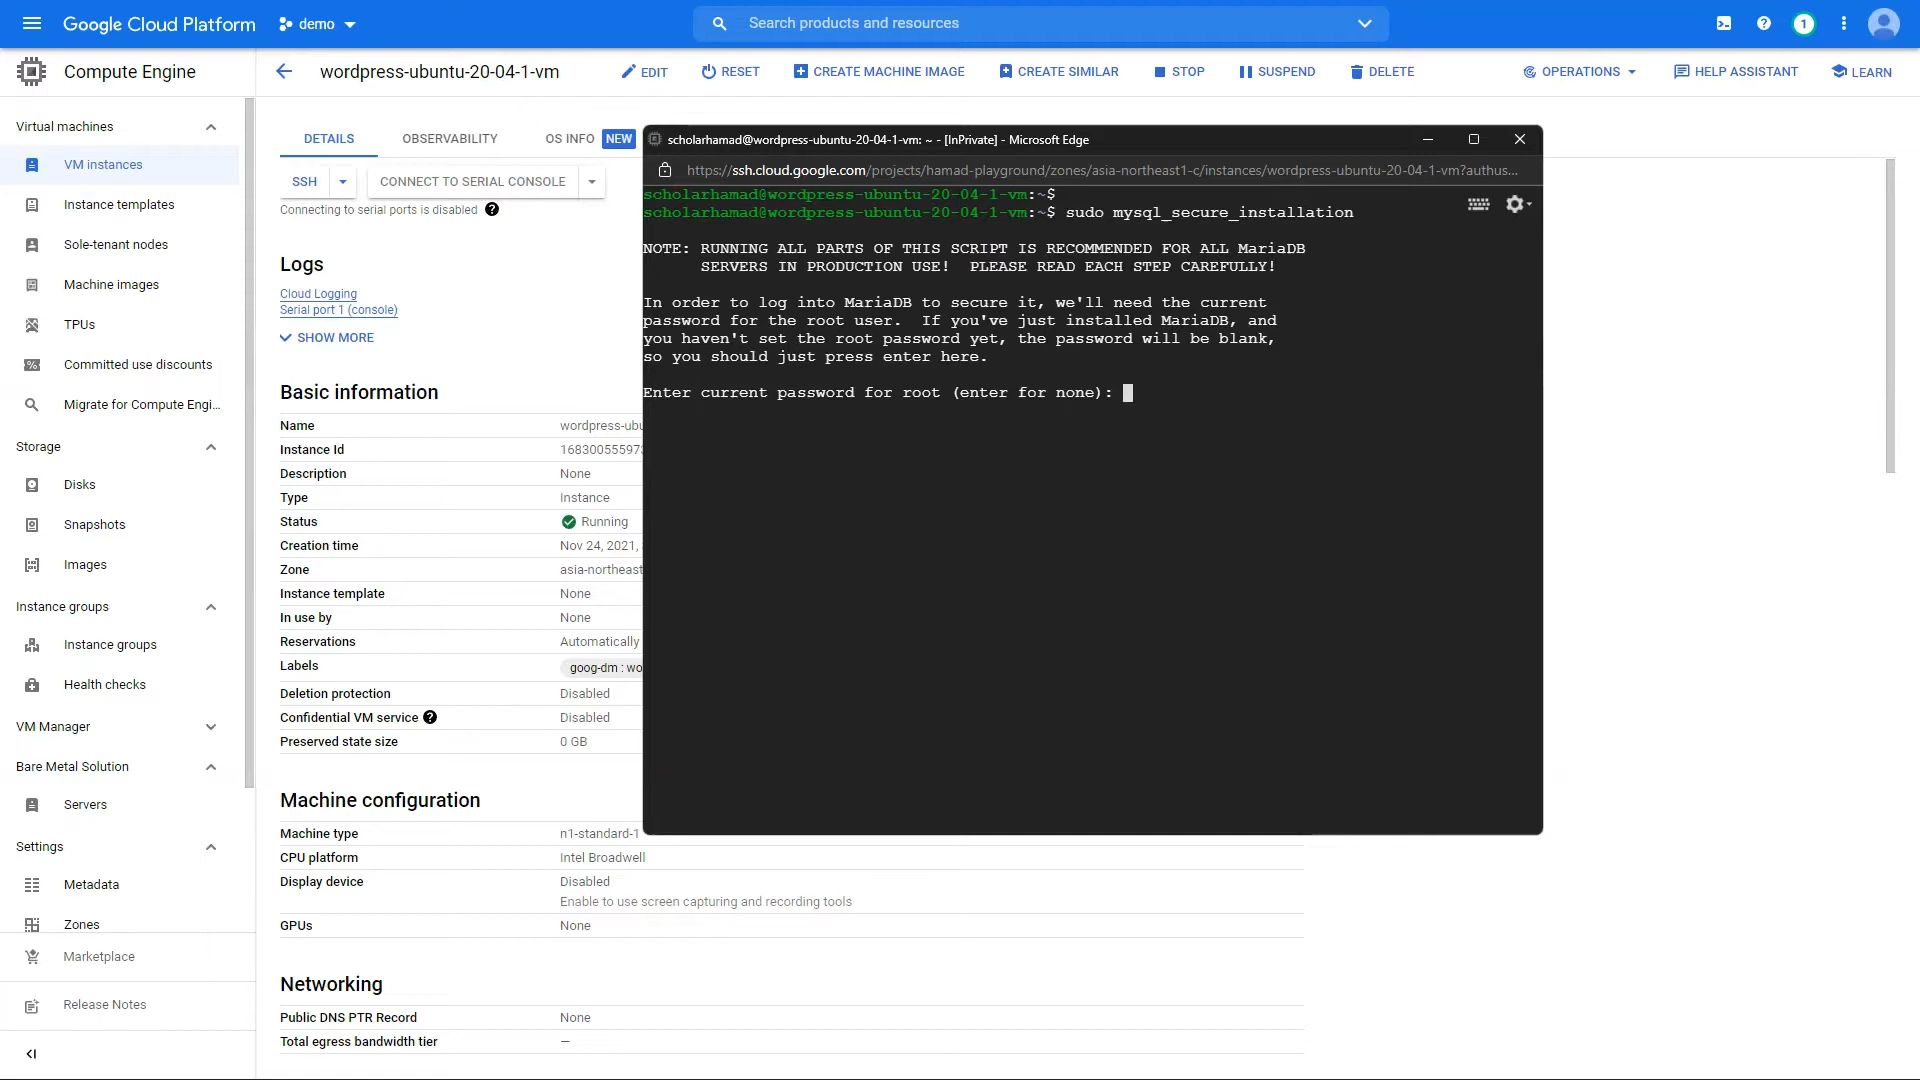 Google Cloud Platform
demo
Search products and resources
1
Compute Engine
wordpress-ubuntu-20-04-1-vm
EDIT
RESET
CREATE MACHINE IMAGE
CREATE SIMILAR
STOP
SUSPEND
DELETE
OPERATIONS
HELP ASSISTANT
LEARN
Virtual machines
VM instances
Instance templates
Sole-tenant nodes
Machine images
TPUs
Committed use discounts
Migrate for Compute Engi...
Storage
Disks
Snapshots
Images
Instance groups
Instance groups
Health checks
VM Manager
Bare Metal Solution
Servers
Settings
Metadata
Zones
Marketplace
Release Notes
DETAILS
OBSERVABILITY
OS INFO NEW
SSH
CONNECT TO SERIAL CONSOLE
Connecting to serial ports is disabled
Logs
Cloud Logging
Serial port 1 (console)
SHOW MORE
Basic information
Name wordpress-ubu
Instance Id 168300555973
Description None
Type Instance
Status Running
Creation time Nov 24, 2021,
Zone asia-northeast
Instance template None
In use by None
Reservations Automatically
Labels goog-dm : wo
Deletion protection Disabled
Confidential VM service Disabled
Preserved state size 0 GB
Machine configuration
Machine type n1-standard-1
CPU platform Intel Broadwell
Display device Disabled
Enable to use screen capturing and recording tools
GPUs None
Networking
Public DNS PTR Record None
Total egress bandwidth tier —
scholarhamad@wordpress-ubuntu-20-04-1-vm: ~ - [InPrivate] - Microsoft Edge
https://ssh.cloud.google.com/projects/hamad-playground/zones/asia-northeast1-c/instances/wordpress-ubuntu-20-04-1-vm?authus...
scholarhamad@wordpress-ubuntu-20-04-1-vm:~$
scholarhamad@wordpress-ubuntu-20-04-1-vm:~$ sudo mysql_secure_installation
NOTE: RUNNING ALL PARTS OF THIS SCRIPT IS RECOMMENDED FOR ALL MariaDB
SERVERS IN PRODUCTION USE!  PLEASE READ EACH STEP CAREFULLY!
In order to log into MariaDB to secure it, we'll need the current
password for the root user.  If you've just installed MariaDB, and
you haven't set the root password yet, the password will be blank,
so you should just press enter here.
Enter current password for root (enter for none):